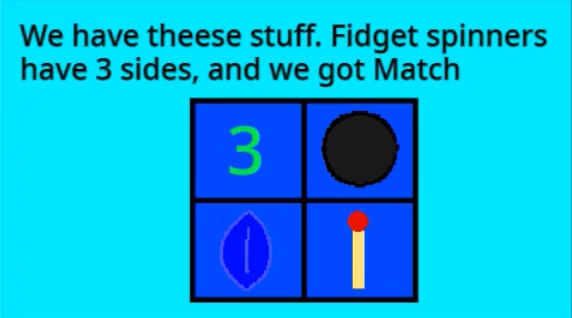 We have theese stuff. Fidget spinners
have 3 sides, and we got Match
3